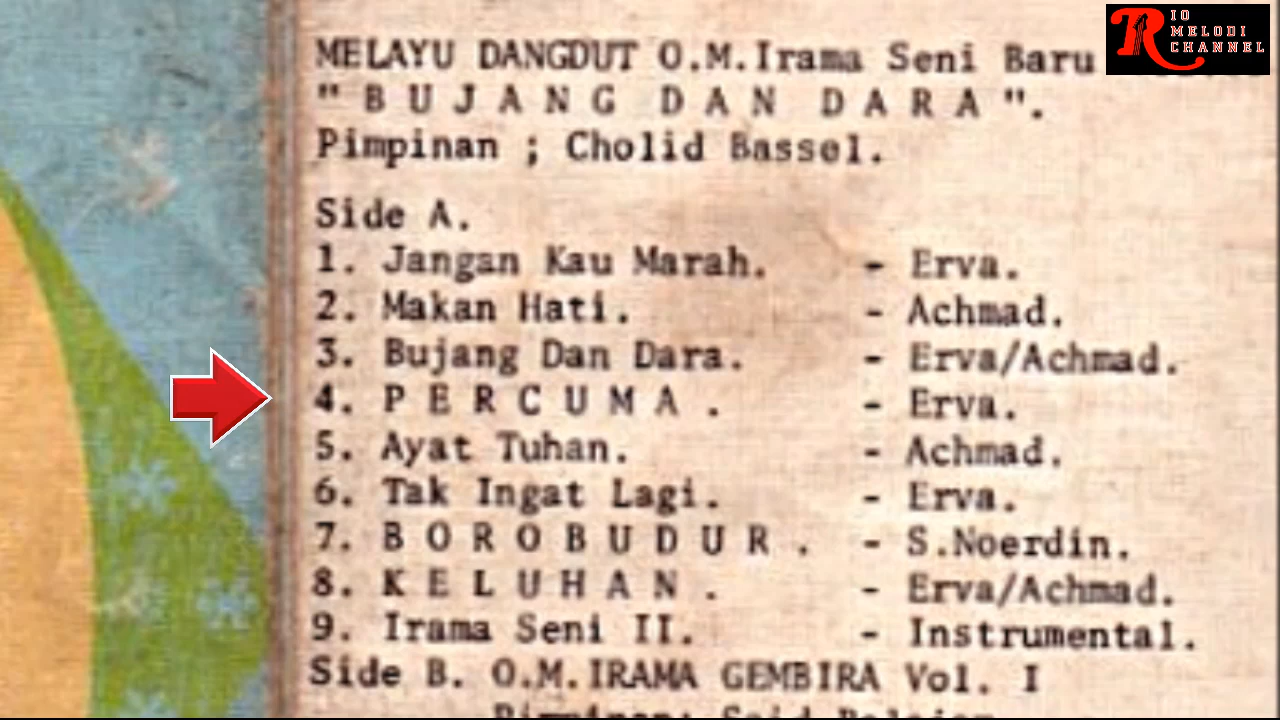 RIO
MELODI
CHANNEL
MELAYU DANGDUT O.M.Irama Seni Baru
" B U J A N G D A N D A R A ".
Pimpinan ; Cholid Bassel.
Side A.
1. Jangan Kau Marah. - Erva.
2. Makan Hati. - Achmad.
3. Bujang Dan Dara. - Erva/Achmad.
4. P E R C U M A . - Erva.
5. Ayat Tuhan. - Achmad.
6. Tak Ingat Lagi. - Erva.
7. B O R O B U D U R . - S.Noerdin.
8. K E L U H A N . - Erva/Achmad.
9. Irama Seni II. - Instrumental.
Side B. O.M.IRAMA GEMBIRA Vol. I